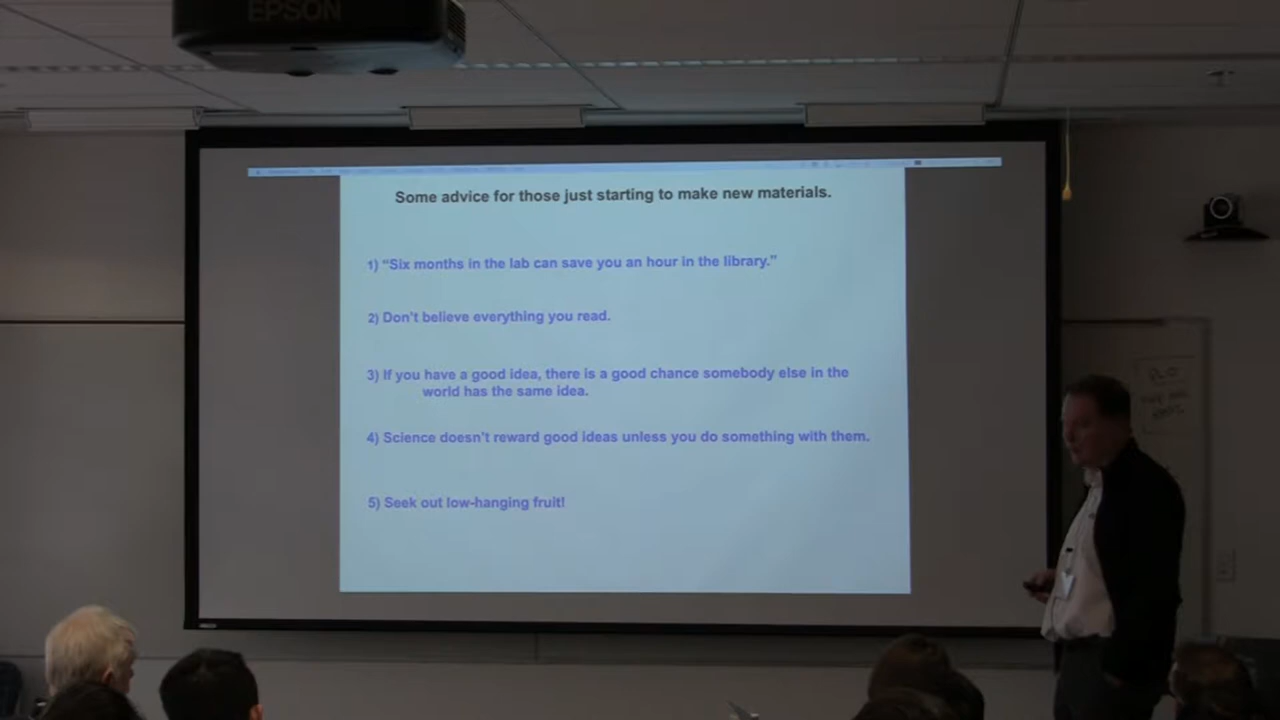 EPSON
Some advice for those just starting to make new materials.
1) “Six months in the lab can save you an hour in the library.”
2) Don’t believe everything you read.
3) If you have a good idea, there is a good chance somebody else in the
world has the same idea.
4) Science doesn’t reward good ideas unless you do something with them.
5) Seek out low-hanging fruit!